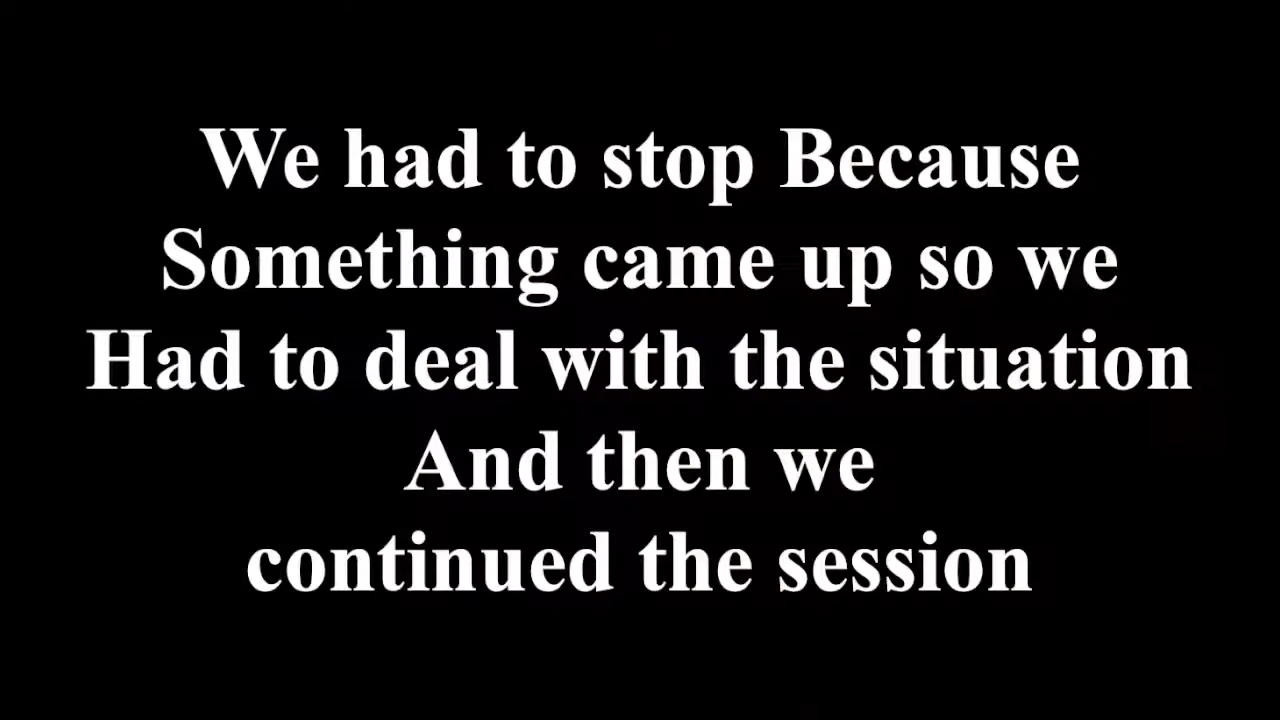 We had to stop Because
Something came up so we
Had to deal with the situation
And then we
continued the session